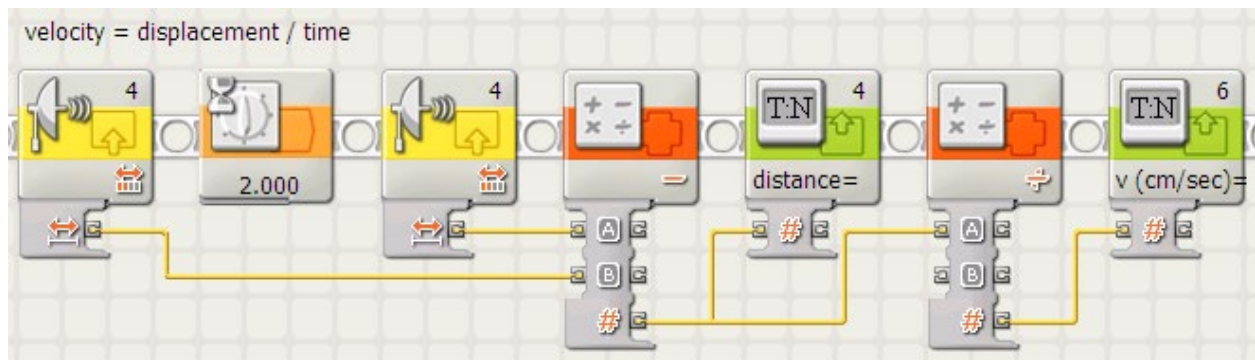 velocity = displacement / time
4 4 4 6
T:N T:N
2.000 distance= v (cm/sec)=
A A
B B
# # 
# #